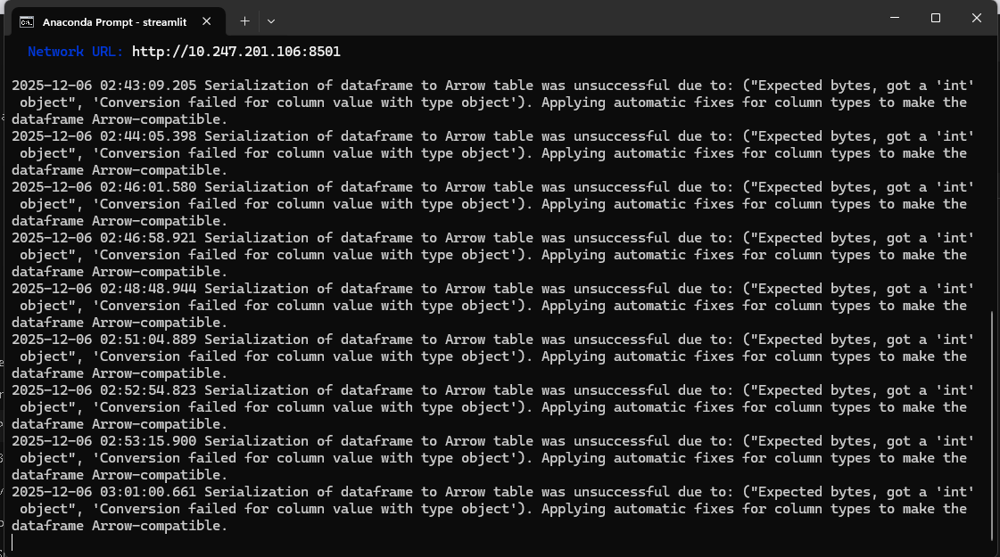 Anaconda Prompt - streamlit
Network URL: http://10.247.201.106:8501
2025-12-06 02:43:09.205 Serialization of dataframe to Arrow table was unsuccessful due to: ("Expected bytes, got a 'int'
object", 'Conversion failed for column value with type object'). Applying automatic fixes for column types to make the
dataframe Arrow-compatible.
2025-12-06 02:44:05.398 Serialization of dataframe to Arrow table was unsuccessful due to: ("Expected bytes, got a 'int'
object", 'Conversion failed for column value with type object'). Applying automatic fixes for column types to make the
dataframe Arrow-compatible.
2025-12-06 02:46:01.580 Serialization of dataframe to Arrow table was unsuccessful due to: ("Expected bytes, got a 'int'
object", 'Conversion failed for column value with type object'). Applying automatic fixes for column types to make the
dataframe Arrow-compatible.
2025-12-06 02:46:58.921 Serialization of dataframe to Arrow table was unsuccessful due to: ("Expected bytes, got a 'int'
object", 'Conversion failed for column value with type object'). Applying automatic fixes for column types to make the
dataframe Arrow-compatible.
2025-12-06 02:48:48.944 Serialization of dataframe to Arrow table was unsuccessful due to: ("Expected bytes, got a 'int'
object", 'Conversion failed for column value with type object'). Applying automatic fixes for column types to make the
dataframe Arrow-compatible.
2025-12-06 02:51:04.889 Serialization of dataframe to Arrow table was unsuccessful due to: ("Expected bytes, got a 'int'
object", 'Conversion failed for column value with type object'). Applying automatic fixes for column types to make the
dataframe Arrow-compatible.
2025-12-06 02:52:54.823 Serialization of dataframe to Arrow table was unsuccessful due to: ("Expected bytes, got a 'int'
object", 'Conversion failed for column value with type object'). Applying automatic fixes for column types to make the
dataframe Arrow-compatible.
2025-12-06 02:53:15.900 Serialization of dataframe to Arrow table was unsuccessful due to: ("Expected bytes, got a 'int'
object", 'Conversion failed for column value with type object'). Applying automatic fixes for column types to make the
dataframe Arrow-compatible.
2025-12-06 03:01:00.661 Serialization of dataframe to Arrow table was unsuccessful due to: ("Expected bytes, got a 'int'
object", 'Conversion failed for column value with type object'). Applying automatic fixes for column types to make the
dataframe Arrow-compatible.